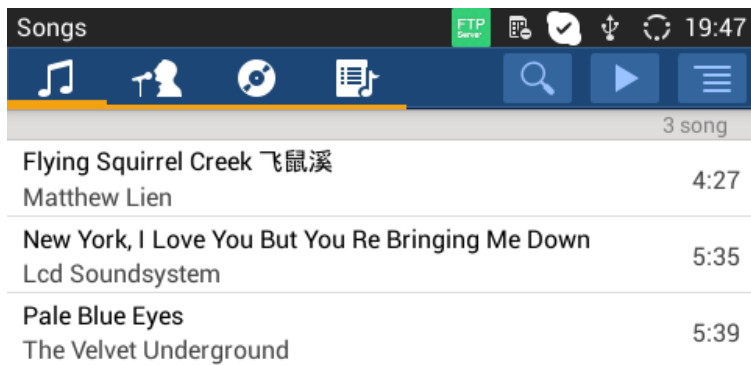 Songs FTP Server 19:47
3 song
Flying Squirrel Creek 飞鼠溪
Matthew Lien
4:27
New York, I Love You But You Re Bringing Me Down
Lcd Soundsystem
5:35
Pale Blue Eyes
The Velvet Underground
5:39